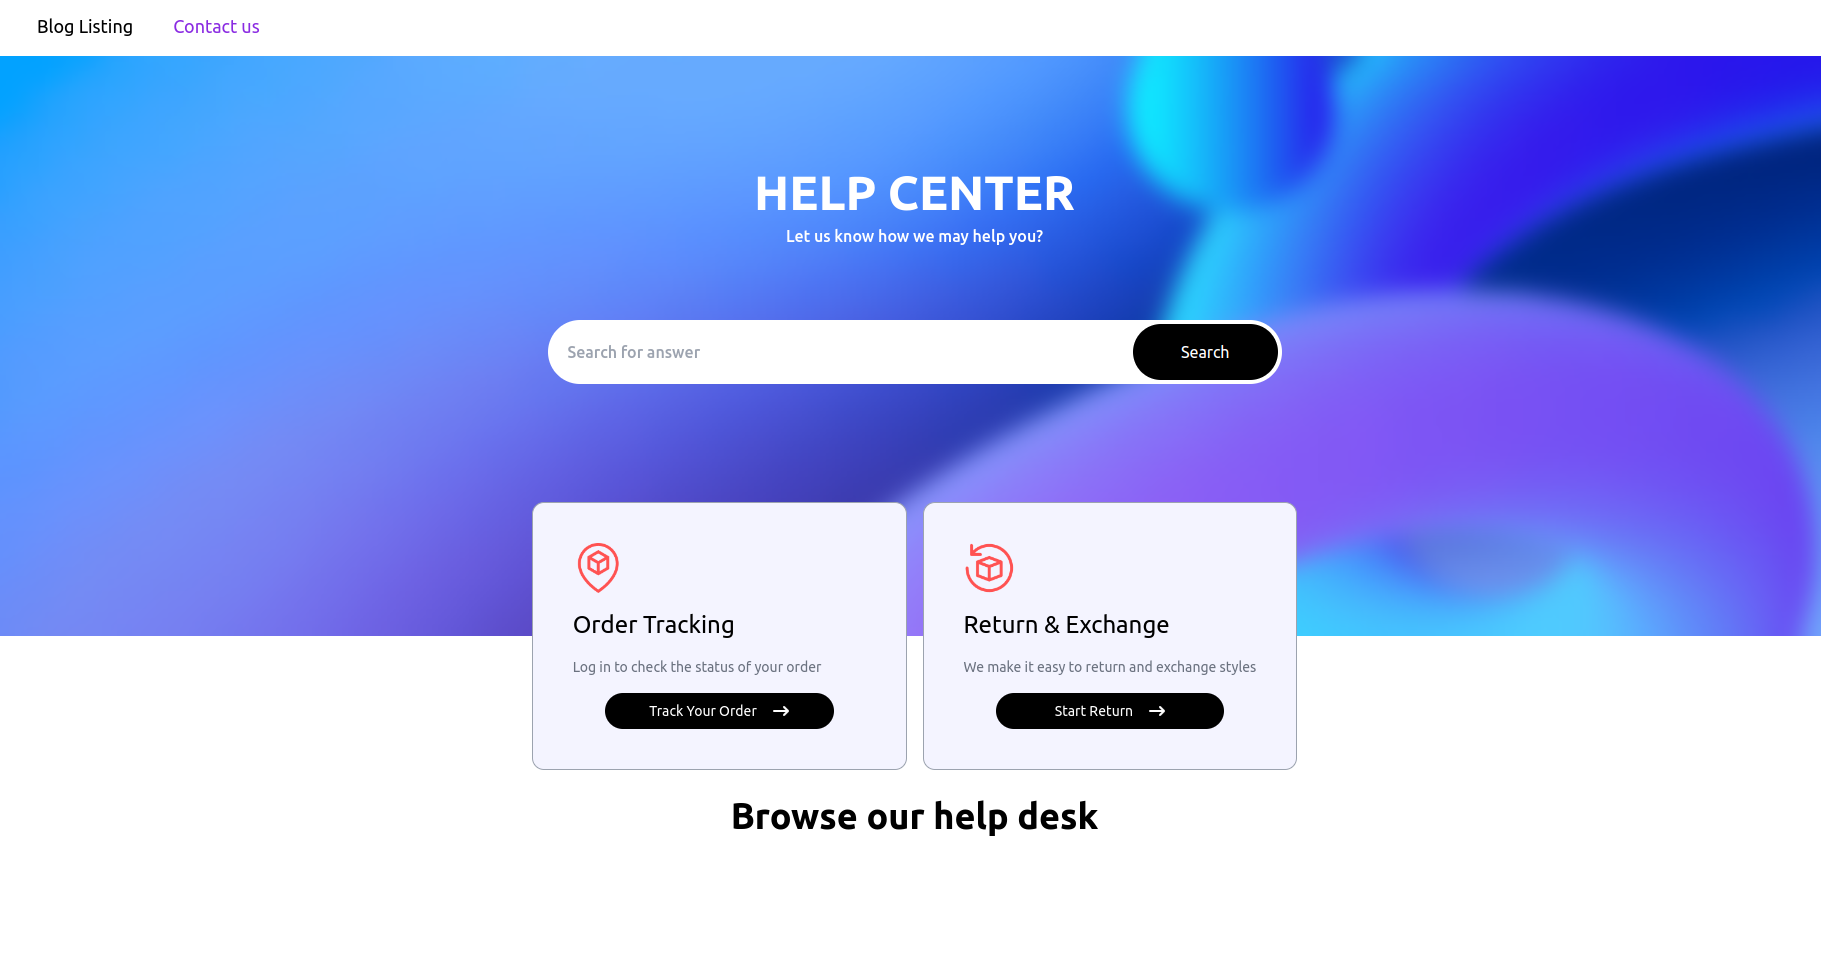 Blog Listing Contact us
HELP CENTER
Let us know how we may help you?
Search for answer Search
Order Tracking
Log in to check the status of your order
Track Your Order
Return & Exchange
We make it easy to return and exchange styles
Start Return
Browse our help desk